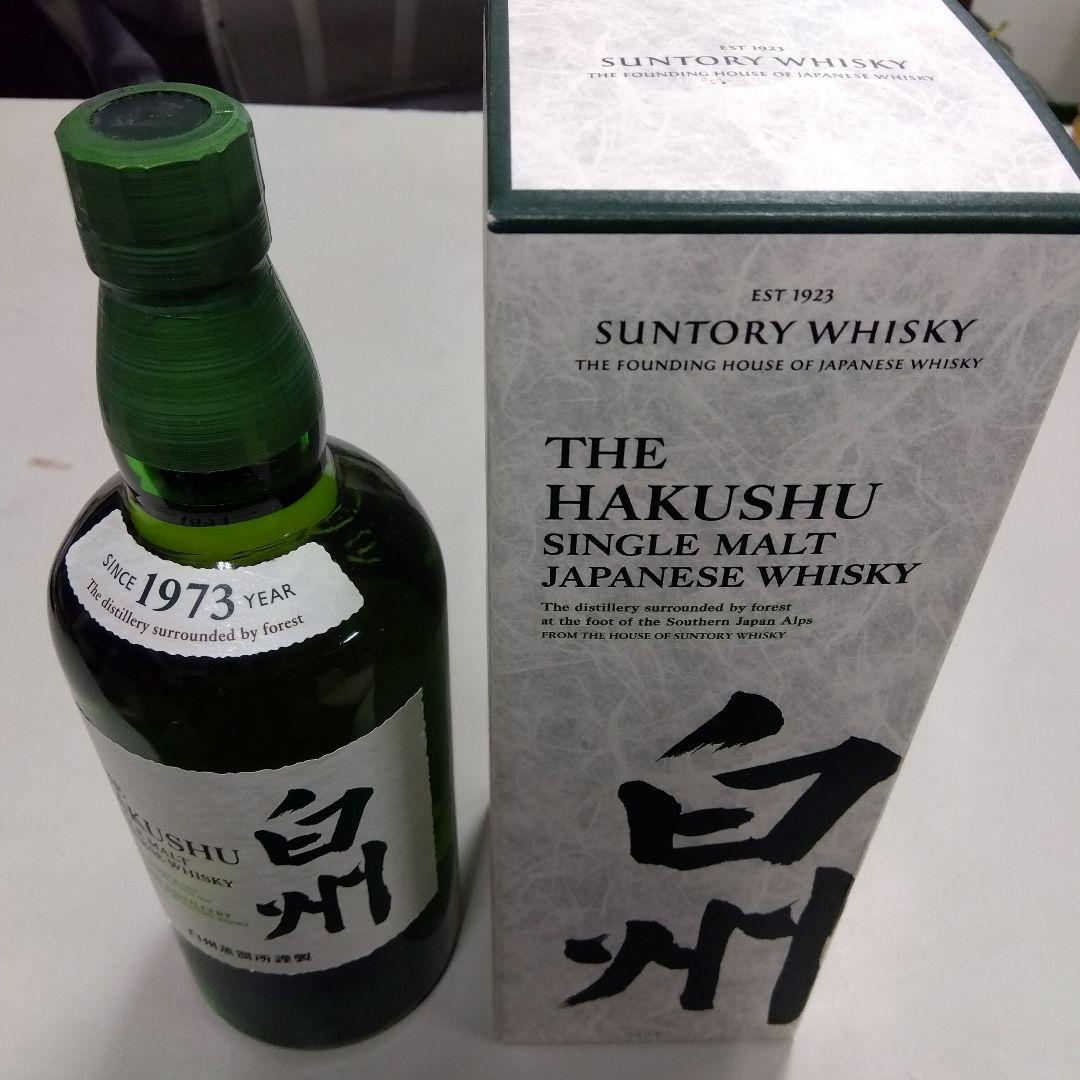 EST 1923
SUNTORY WHISKY
THE FOUNDING HOUSE OF JAPANESE WHISKY
EST 1923
SUNTORY WHISKY
THE FOUNDING HOUSE OF JAPANESE WHISKY
THE
HAKUSHU
SINGLE MALT
JAPANESE WHISKY
The distillery surrounded by forest
at the foot of the Southern Japan Alps
FROM THE HOUSE OF SUNTORY WHISKY
白州
SINCE 1973 YEAR
The distillery surrounded by forest
KUSHU
MALT
WHISKY
白州
白州蒸溜所謹製